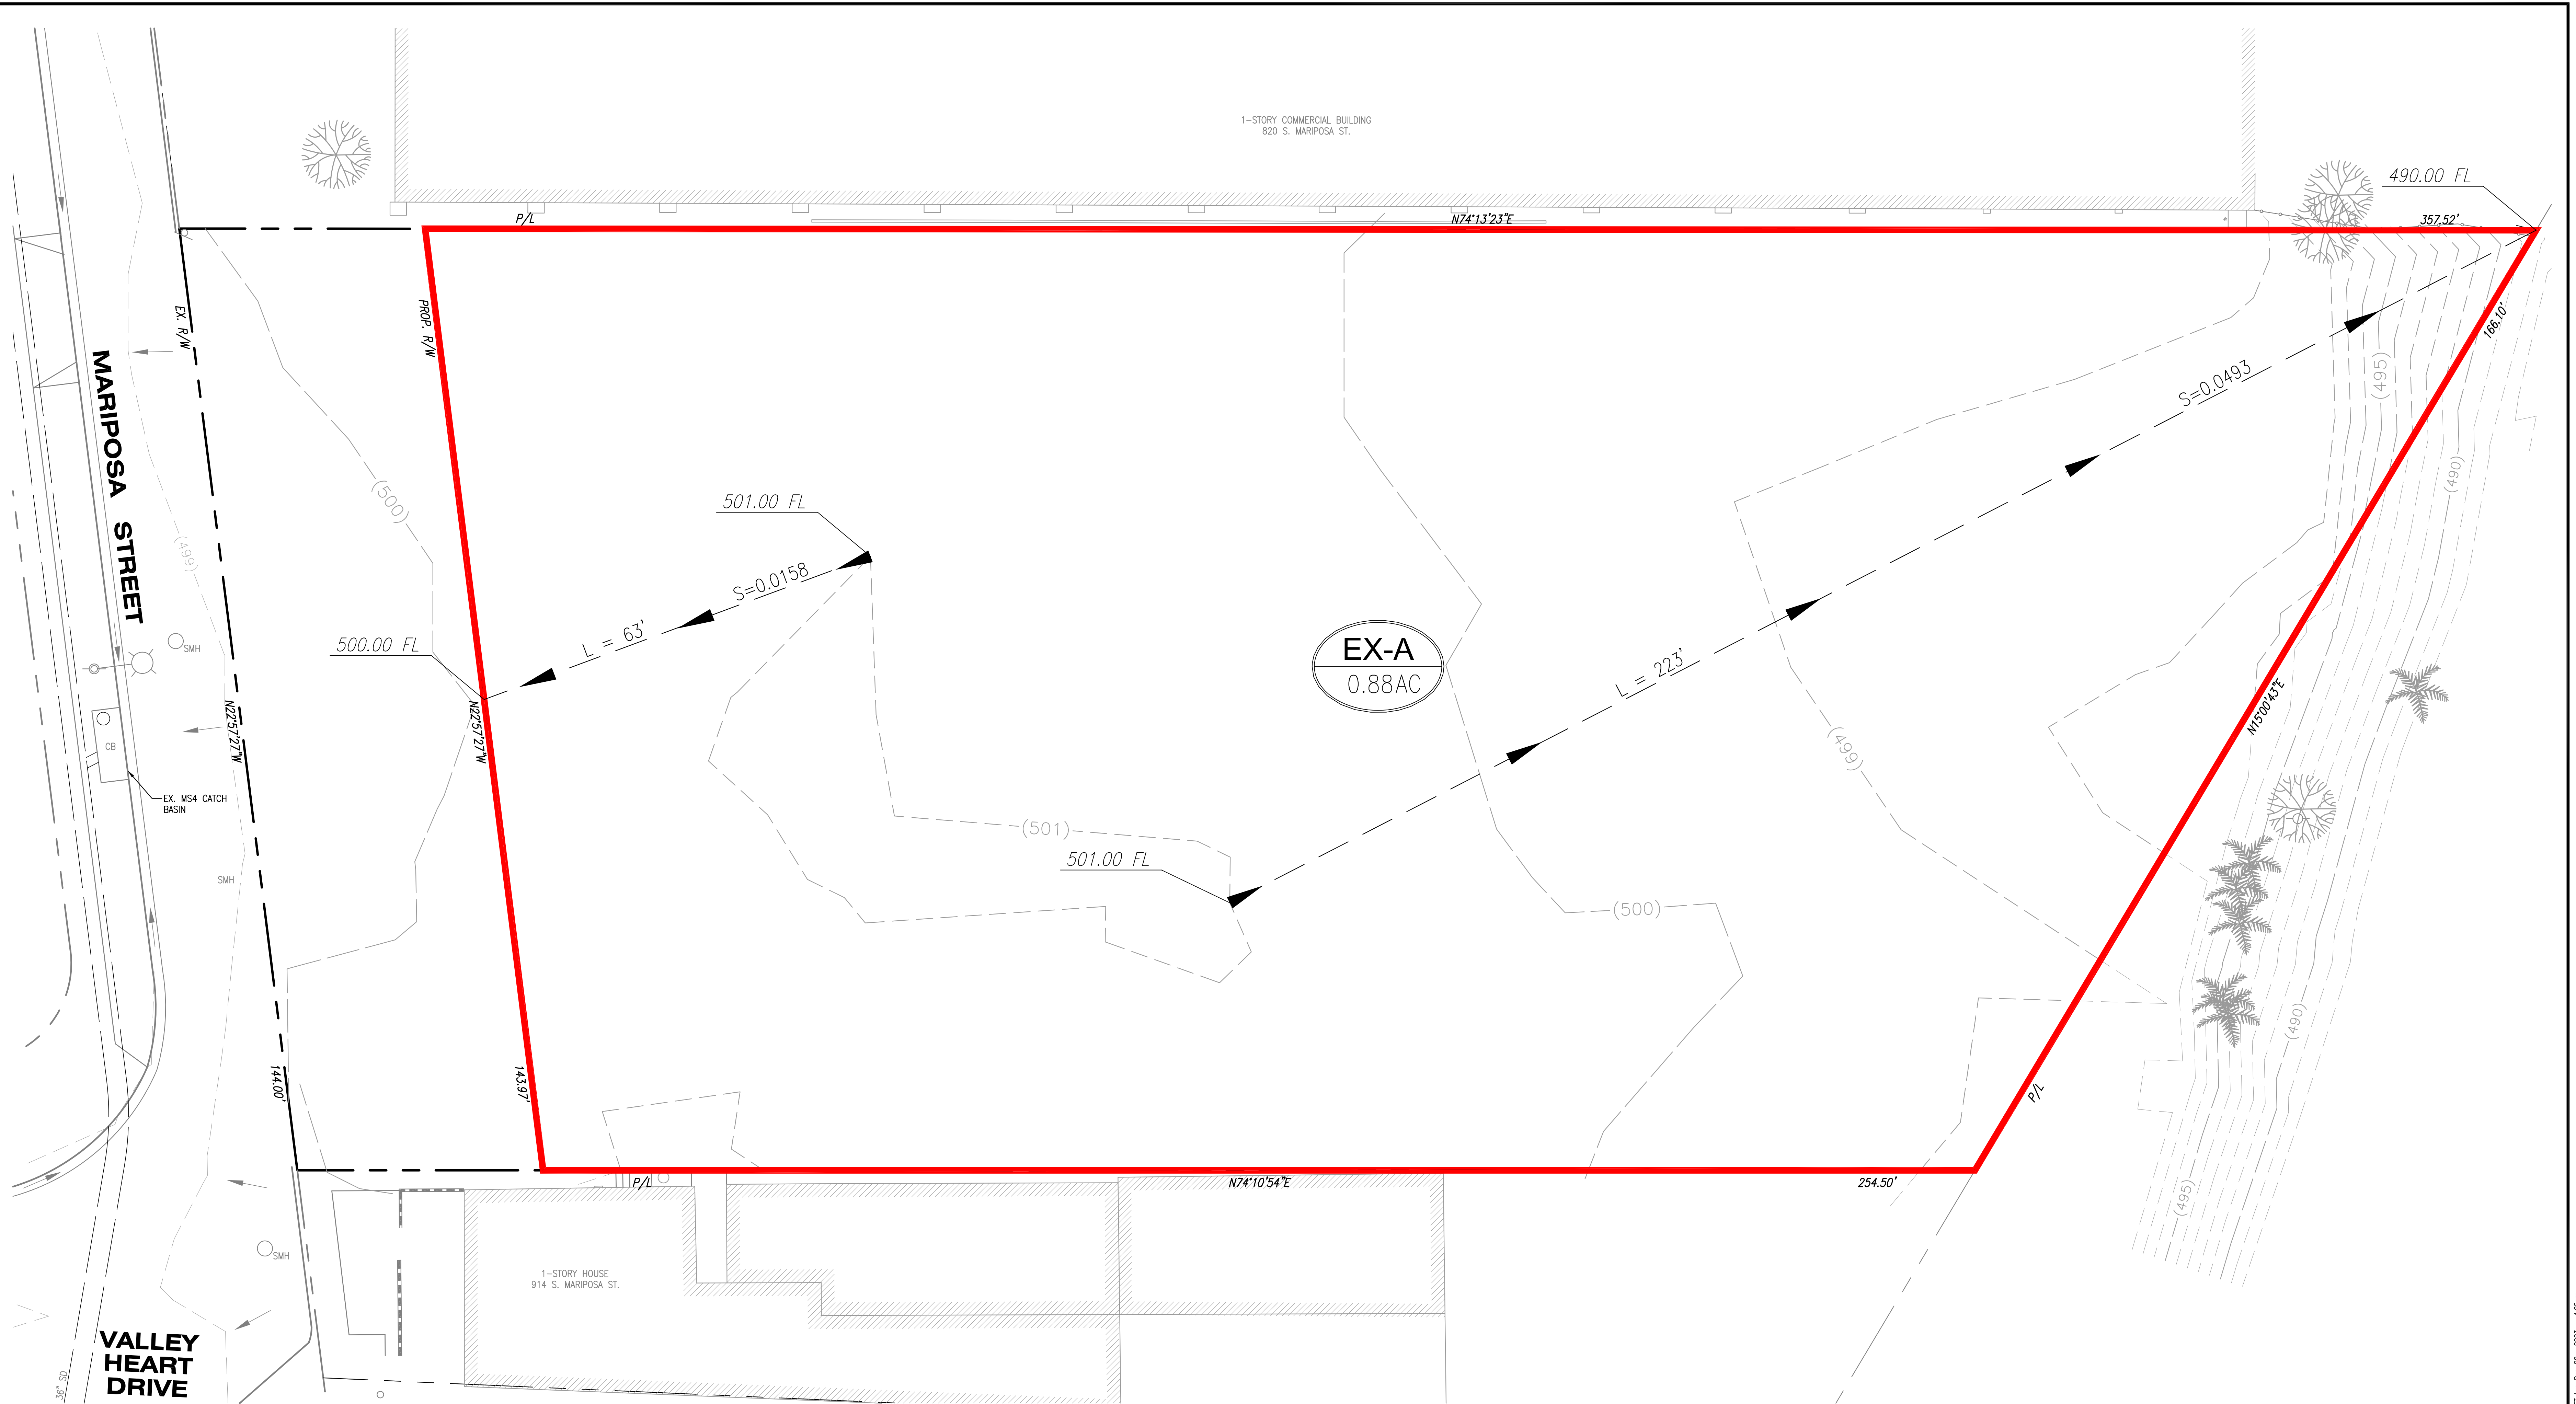 1-STORY COMMERCIAL BUILDING
820 S. MARIPOSA ST.
490.00 FL
P/L
N74°13'23"E
357.52'
EX. R/W
PROP. R/W
166.10'
MARIPOSA STREET
(495)
S=0.0493
(500)
(490)
501.00 FL
(499)
S=0.0158
L = 63'
500.00 FL
SMH
EX-A
0.88AC
L = 223'
N22°57'27"W
N22°57'27"W
N15°00'43"E
CB
(499)
EX. MS4 CATCH
BASIN
(501)
501.00 FL
SMH
(500)
(490)
144.00'
143.97'
P/L
P/L
N74°10'54"E
254.50'
(495)
SMH
1-STORY HOUSE
914 S. MARIPOSA ST.
VALLEY
HEART
DRIVE
36" SD